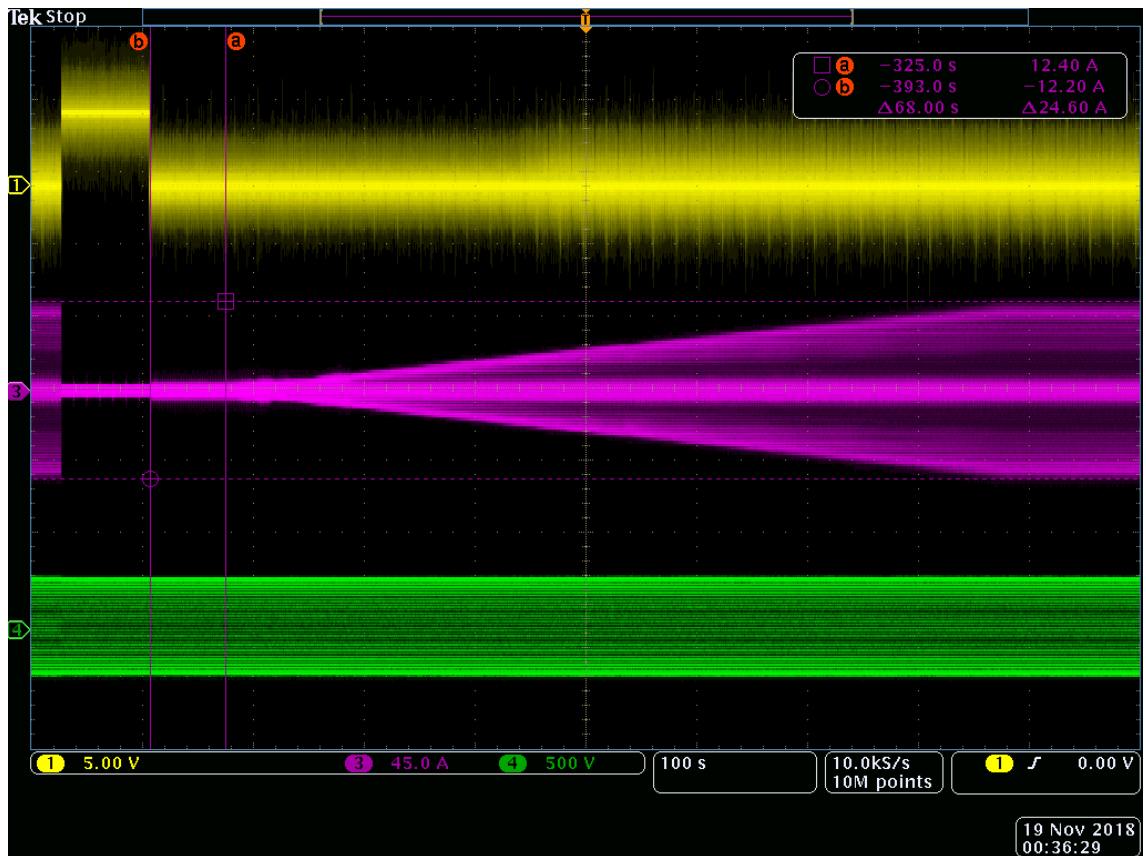 Tek Stop
T
b a
a -325.0 s 12.40 A
b -393.0 s -12.20 A
Δ68.00 s Δ24.60 A
1
3
4
1 5.00 V 3 45.0 A 4 500 V 100 s 10.0kS/s 1 0.00 V
10M points
19 Nov 2018
00:36:29